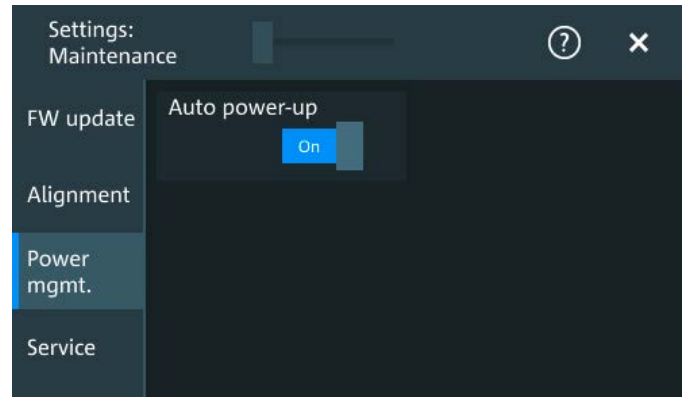 Settings:
Maintenance
?
FW update
Auto power-up
On
Alignment
Power
mgmt.
Service